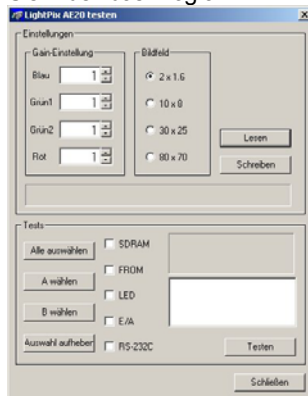 LightPix AE20 testen
Einstellungen
Gain-Einstellung
Bildfeld
Blau 1
Grün1 1
Grün2 1
Rot 1
2 x 1.6
10 x 8
30 x 25
80 x 70
Lesen
Schreiben
Tests
Alle auswählen
A wählen
B wählen
Auswahl aufheben
SDRAM
FROM
LED
E/A
RS-232C
Testen
Schließen